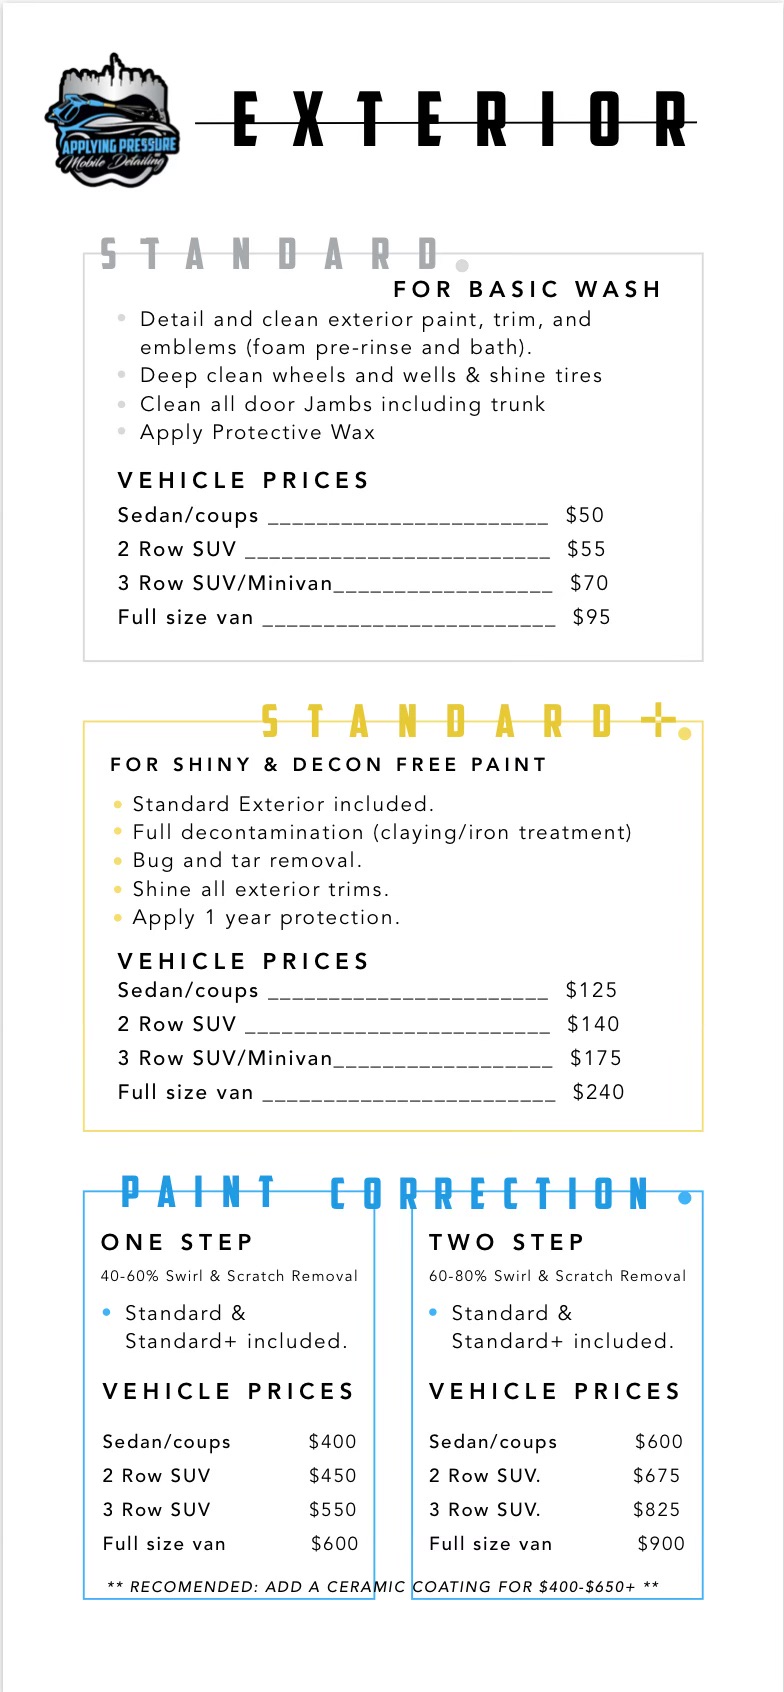 APPLYING PRESSURE
Mobile Detailing
EXTERIOR
STANDARD.
FOR BASIC WASH
• Detail and clean exterior paint, trim, and
emblems (foam pre-rinse and bath).
• Deep clean wheels and wells & shine tires
• Clean all door Jambs including trunk
• Apply Protective Wax
VEHICLE PRICES
Sedan/coups _______________________ $50
2 Row SUV _________________________ $55
3 Row SUV/Minivan__________________ $70
Full size van ________________________ $95
STANDARD+.
FOR SHINY & DECON FREE PAINT
• Standard Exterior included.
• Full decontamination (claying/iron treatment)
• Bug and tar removal.
• Shine all exterior trims.
• Apply 1 year protection.
VEHICLE PRICES
Sedan/coups _______________________ $125
2 Row SUV _________________________ $140
3 Row SUV/Minivan__________________ $175
Full size van ________________________ $240
PAINT CORRECTION.
ONE STEP
40-60% Swirl & Scratch Removal
• Standard &
Standard+ included.
VEHICLE PRICES
Sedan/coups $400
2 Row SUV $450
3 Row SUV $550
Full size van $600
TWO STEP
60-80% Swirl & Scratch Removal
• Standard &
Standard+ included.
VEHICLE PRICES
Sedan/coups $600
2 Row SUV. $675
3 Row SUV. $825
Full size van $900
** RECOMENDED: ADD A CERAMIC COATING FOR $400-$650+ **